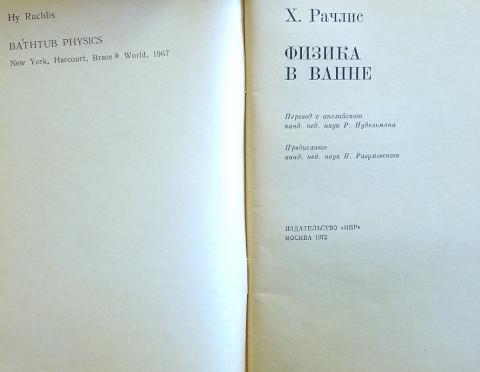 Hy Ruchlis
BATHTUB PHYSICS
New York, Harcourt, Brace & World, 1967
Х. Рачлис
ФИЗИКА
В ВАННЕ
Перевод с английского
канд. пед. наук Р. Нудельмана
Предисловие
канд. пед. наук В. Разумовского
ИЗДАТЕЛЬСТВО «МИР»
МОСКВА 1973